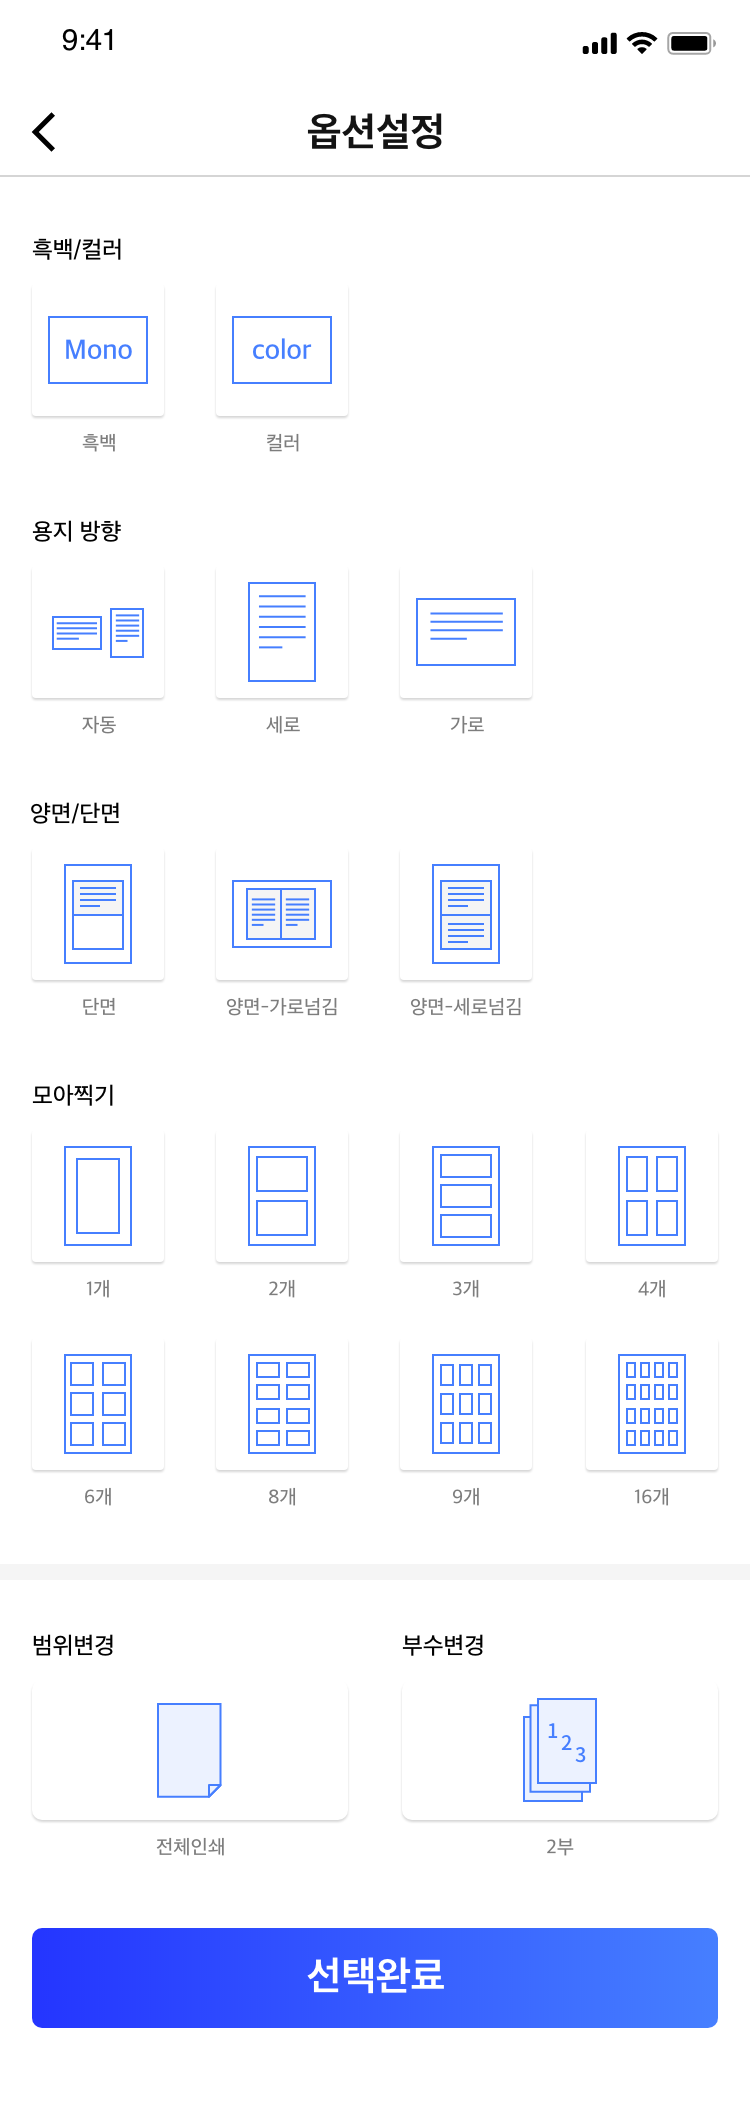 9:41
옵션설정
흑백/컬러
Mono
color
흑백
컬러
용지 방향
자동
세로
가로
양면/단면
단면
양면-가로넘김
양면-세로넘김
모아찍기
1개
2개
3개
4개
6개
8개
9개
16개
범위변경
부수변경
1
2
3
전체인쇄
2부
선택완료